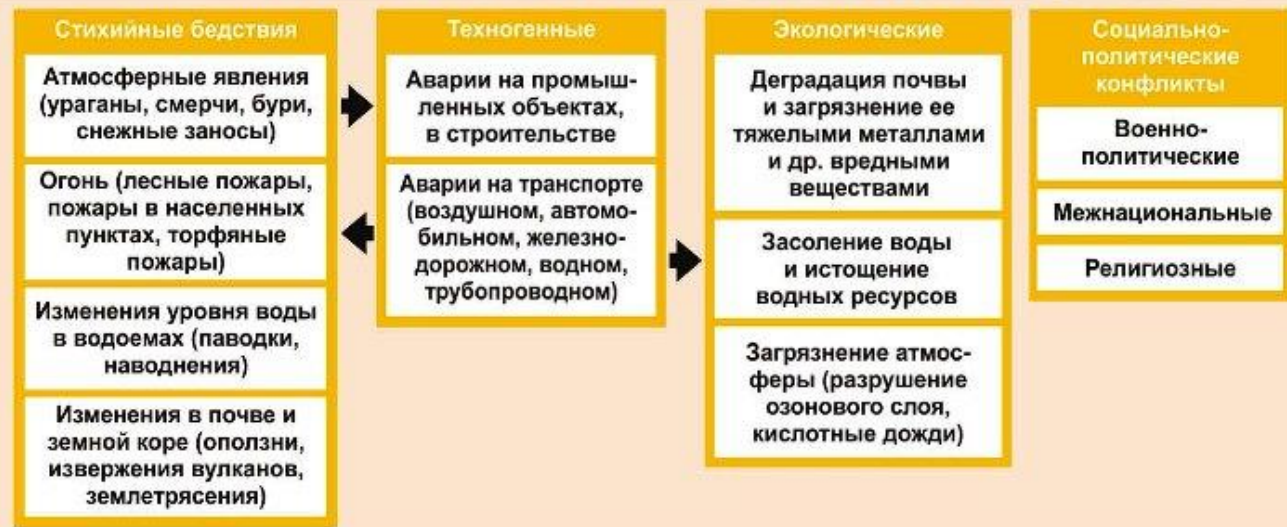 Стихийные бедствия
Атмосферные явления
(ураганы, смерчи, бури,
снежные заносы)
Огонь (лесные пожары,
пожары в населенных
пунктах, торфяные
пожары)
Изменения уровня воды
в водоемах (паводки,
наводнения)
Изменения в почве и
земной коре (оползни,
извержения вулканов,
землетрясения)
Техногенные
Аварии на промыш-
ленных объектах,
в строительстве
Аварии на транспорте
(воздушном, автомо-
бильном, железно-
дорожном, водном,
трубопроводном)
Экологические
Деградация почвы
и загрязнение ее
тяжелыми металлами
и др. вредными
веществами
Засоление воды
и истощение
водных ресурсов
Загрязнение атмос-
феры (разрушение
озонового слоя,
кислотные дожди)
Социально-
политические
конфликты
Военно-
политические
Межнациональные
Религиозные